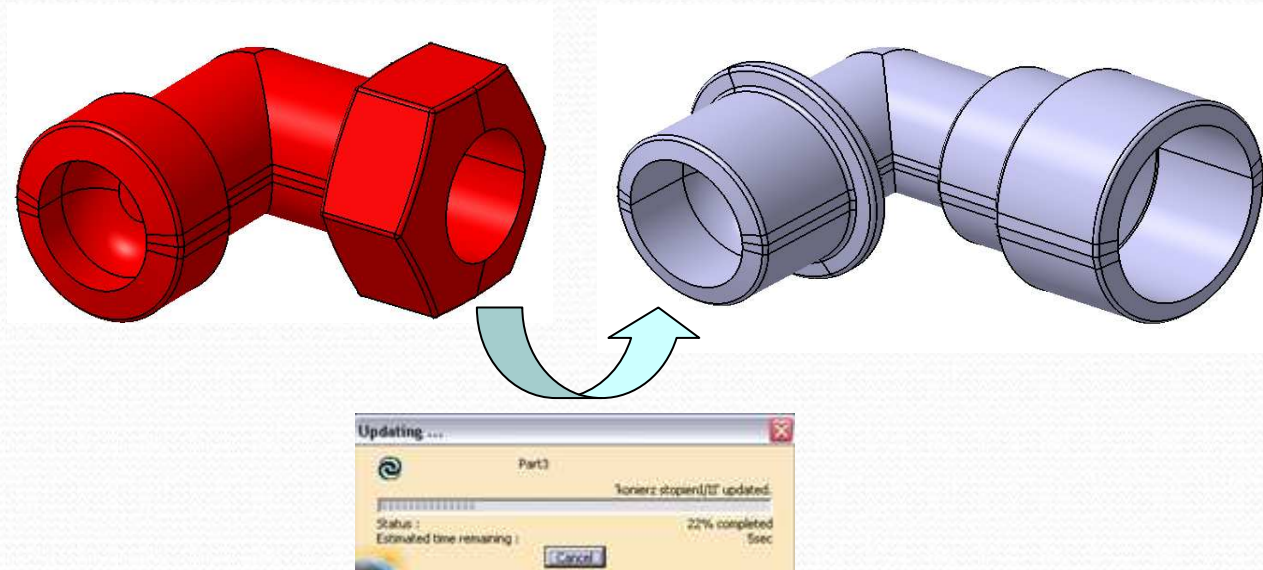 Updating ...
Part3
'konierz stopien1/II' updated.
Status :
22% completed
Estimated time remaining :
5sec
Cancel